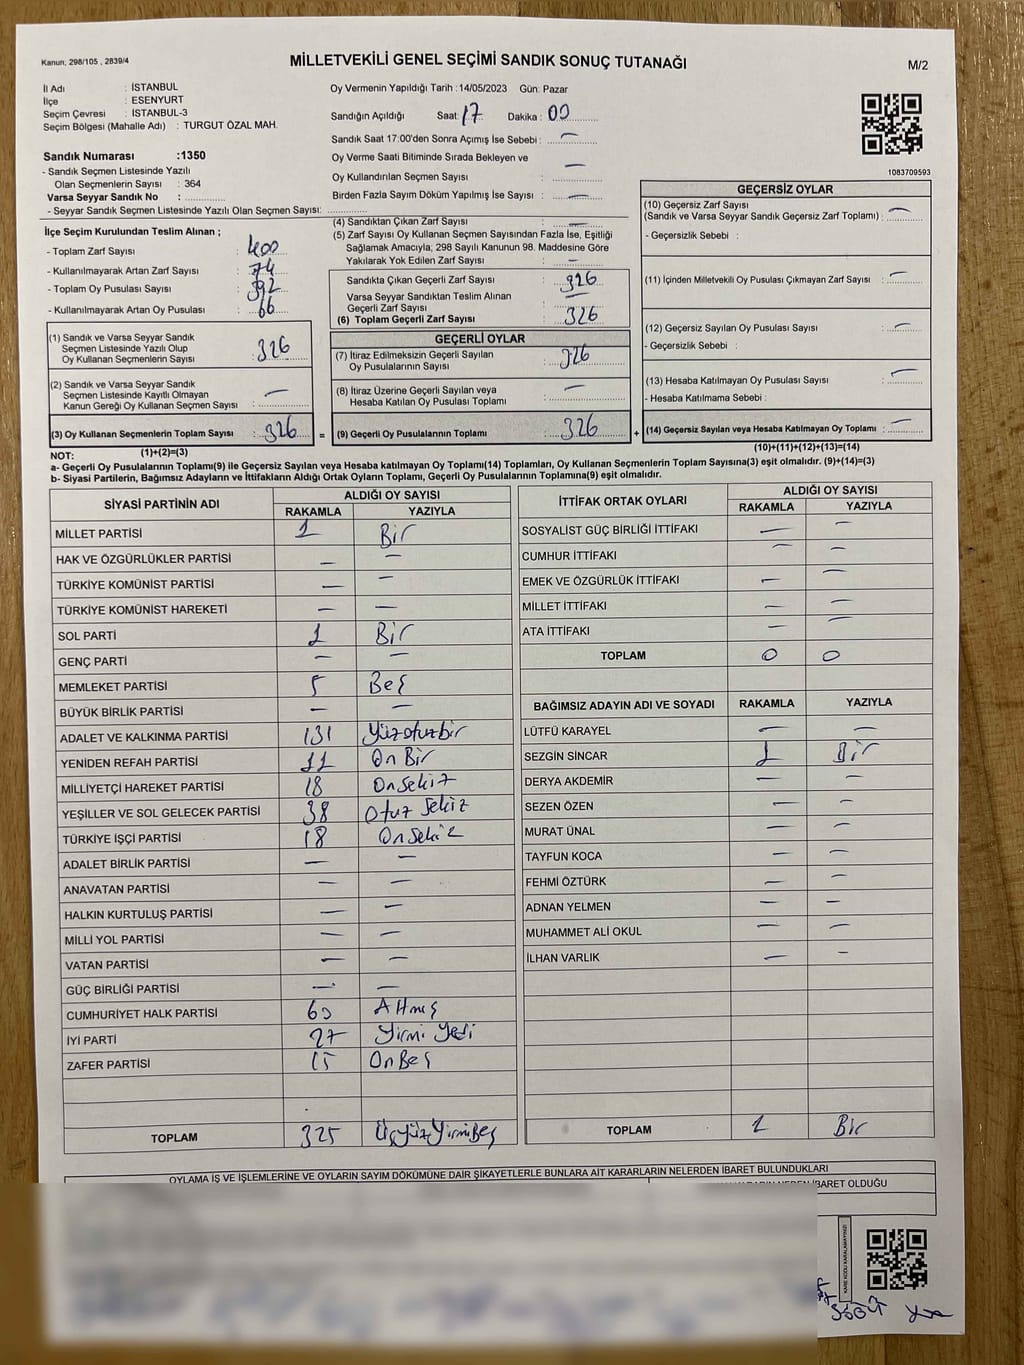 Kanun; 298/105 , 2839/4
MİLLETVEKİLİ GENEL SEÇİMİ SANDIK SONUÇ TUTANAĞI
M/2
İl Adı : İSTANBUL
İlçe : ESENYURT
Seçim Çevresi : İSTANBUL-3
Seçim Bölgesi (Mahalle Adı) : TURGUT ÖZAL MAH.
Oy Vermenin Yapıldığı Tarih :14/05/2023 Gün: Pazar
Sandığın Açıldığı Saat: 17 Dakika : 00
Sandık Saat 17:00'den Sonra Açımış İse Sebebi : —
Oy Verme Saati Bitiminde Sırada Bekleyen ve
Oy Kullandırılan Seçmen Sayısı : —
Birden Fazla Sayım Döküm Yapılmış İse Sayısı : —
Sandık Numarası :1350
- Sandık Seçmen Listesinde Yazılı
Olan Seçmenlerin Sayısı : 364
Varsa Seyyar Sandık No :
- Seyyar Sandık Seçmen Listesinde Yazılı Olan Seçmen Sayısı:
1083709593
İlçe Seçim Kurulundan Teslim Alınan ;
- Toplam Zarf Sayısı : 400
- Kullanılmayarak Artan Zarf Sayısı : 74
- Toplam Oy Pusulası Sayısı : 392
- Kullanılmayarak Artan Oy Pusulası : 66
(1) Sandık ve Varsa Seyyar Sandık
Seçmen Listesinde Yazılı Olup
Oy Kullanan Seçmenlerin Sayısı : 326
(2) Sandık ve Varsa Seyyar Sandık
Seçmen Listesinde Kayıtlı Olmayan
Kanun Gereği Oy Kullanan Seçmen Sayısı : —
(3) Oy Kullanan Seçmenlerin Toplam Sayısı : 326 =
(1)+(2)=(3)
(4) Sandıktan Çıkan Zarf Sayısı : —
(5) Zarf Sayısı Oy Kullanan Seçmen Sayısından Fazla İse, Eşitliği
Sağlamak Amacıyla; 298 Sayılı Kanunun 98. Maddesine Göre
Yakılarak Yok Edilen Zarf Sayısı : —
Sandıkta Çıkan Geçerli Zarf Sayısı : 326
Varsa Seyyar Sandıktan Teslim Alınan
Geçerli Zarf Sayısı : —
(6) Toplam Geçerli Zarf Sayısı : 326
GEÇERLİ OYLAR
(7) İtiraz Edilmeksizin Geçerli Sayılan
Oy Pusulalarının Sayısı : 326
(8) İtiraz Üzerine Geçerli Sayılan veya
Hesaba Katılan Oy Pusulası Toplamı : —
(9) Geçerli Oy Pusulalarının Toplamı : 326 +
GEÇERSİZ OYLAR
(10) Geçersiz Zarf Sayısı
(Sandık ve Varsa Seyyar Sandık Geçersiz Zarf Toplamı) : —
- Geçersizlik Sebebi :
(11) İçinden Milletvekili Oy Pusulası Çıkmayan Zarf Sayısı : —
(12) Geçersiz Sayılan Oy Pusulası Sayısı : —
- Geçersizlik Sebebi :
(13) Hesaba Katılmayan Oy Pusulası Sayısı : —
- Hesaba Katılmama Sebebi :
(14) Geçersiz Sayılan veya Hesaba Katılmayan Oy Toplamı : —
(10)+(11)+(12)+(13)=(14)
NOT:
a- Geçerli Oy Pusulalarının Toplamı(9) ile Geçersiz Sayılan veya Hesaba katılmayan Oy Toplamı(14) Toplamları, Oy Kullanan Seçmenlerin Toplam Sayısına(3) eşit olmalıdır. (9)+(14)=(3)
b- Siyasi Partilerin, Bağımsız Adayların ve İttifakların Aldığı Oyların Toplamı, Geçerli Oy Pusulalarının Toplamına(9) eşit olmalıdır.
SİYASİ PARTİNİN ADI ALDIĞI OY SAYISI
RAKAMLA YAZIYLA
MİLLET PARTİSİ 1 Bir
HAK VE ÖZGÜRLÜKLER PARTİSİ — —
TÜRKİYE KOMÜNİST PARTİSİ — —
TÜRKİYE KOMÜNİST HAREKETİ — —
SOL PARTİ 1 Bir
GENÇ PARTİ — —
MEMLEKET PARTİSİ 5 Beş
BÜYÜK BİRLİK PARTİSİ — —
ADALET VE KALKINMA PARTİSİ 131 Yüzotuzbir
YENİDEN REFAH PARTİSİ 11 On Bir
MİLLİYETÇİ HAREKET PARTİSİ 18 Onsekiz
YEŞİLLER VE SOL GELECEK PARTİSİ 38 Otuz Sekiz
TÜRKİYE İŞÇİ PARTİSİ 18 Onsekiz
ADALET BİRLİK PARTİSİ — —
ANAVATAN PARTİSİ — —
HALKIN KURTULUŞ PARTİSİ — —
MİLLİ YOL PARTİSİ — —
VATAN PARTİSİ — —
GÜÇ BİRLİĞİ PARTİSİ — —
CUMHURİYET HALK PARTİSİ 60 Atmış
İYİ PARTİ 27 Yirmi Yedi
ZAFER PARTİSİ 15 OnBeş
TOPLAM 325 ÜçyüzYirmiBeş
İTTİFAK ORTAK OYLARI ALDIĞI OY SAYISI
RAKAMLA YAZIYLA
SOSYALİST GÜÇ BİRLİĞİ İTTİFAKI — —
CUMHUR İTTİFAKI — —
EMEK VE ÖZGÜRLÜK İTTİFAKI — —
MİLLET İTTİFAKI — —
ATA İTTİFAKI — —
TOPLAM 0 0
BAĞIMSIZ ADAYIN ADI VE SOYADI RAKAMLA YAZIYLA
LÜTFÜ KARAYEL — —
SEZGİN SİNCAR 1 Bir
DERYA AKDEMİR — —
SEZEN ÖZEN — —
MURAT ÜNAL — —
TAYFUN KOCA — —
FEHMİ ÖZTÜRK — —
ADNAN YELMEN — —
MUHAMMET ALİ OKUL — —
İLHAN VARLIK — —
TOPLAM 1 Bir
OYLAMA İŞ VE İŞLEMLERİNE VE OYLARIN SAYIM DÖKÜMÜNE DAİR ŞİKAYETLERLE BUNLARA AİT KARARLARIN NELERDEN İBARET BULUNDUKLARI
İBARET OLDUĞU
KARE KODU KARALAMAYINIZ!